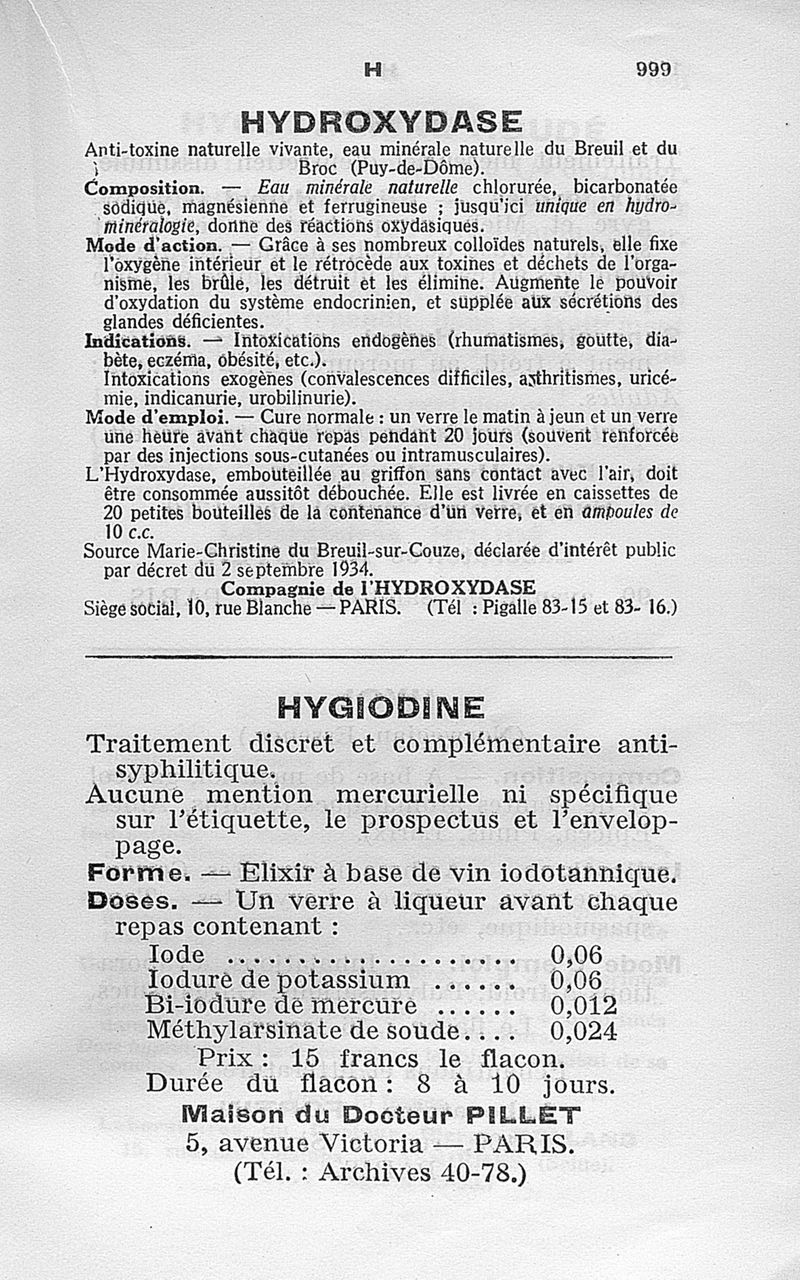 H 999
HYDROXYDASE
Anti-toxine naturelle vivante, eau minérale naturelle du Breuil et du
Broc (Puy-de-Dôme).
Composition. — Eau minérale naturelle chlorurée, bicarbonatée
sodique, magnésienne et ferrugineuse ; jusqu'ici unique en hydro-
minéralogie, donne des réactions oxydasiques.
Mode d'action. — Grâce à ses nombreux colloïdes naturels, elle fixe
l'oxygène intérieur et le rétrocède aux toxines et déchets de l'orga-
nisme, les brûle, les détruit et les élimine. Augmente le pouvoir
d'oxydation du système endocrinien, et supplée aux sécrétions des
glandes déficientes.
Indications. — Intoxications endogènes (rhumatismes, goutte, dia-
bète, eczéma, obésité, etc.).
Intoxications exogènes (convalescences difficiles, arthritismes, uricé-
mie, indicanurie, urobilinurie).
Mode d'emploi. — Cure normale : un verre le matin à jeun et un verre
une heure avant chaque repas pendant 20 jours (souvent renforcée
par des injections sous-cutanées ou intramusculaires).
L'Hydroxydase, embouteillée au griffon sans contact avec l'air, doit
être consommée aussitôt débouchée. Elle est livrée en caissettes de
20 petites bouteilles de la contenance d'un verre, et en ampoules de
10 c.c.
Source Marie-Christine du Breuil-sur-Couze, déclarée d'intérêt public
par décret du 2 septembre 1934.
Compagnie de l'HYDROXYDASE
Siège social, 10, rue Blanche — PARIS. (Tél : Pigalle 83-15 et 83- 16.)
HYGIODINE
Traitement discret et complémentaire anti-
syphilitique.
Aucune mention mercurielle ni spécifique
sur l'étiquette, le prospectus et l'envelop-
page.
Forme. — Elixir à base de vin iodotannique.
Doses. — Un verre à liqueur avant chaque
repas contenant :
Iode .................... 0,06
Iodure de potassium ...... 0,06
Bi-iodure de mercure ...... 0,012
Méthylarsinate de soude.... 0,024
Prix : 15 francs le flacon.
Durée du flacon : 8 à 10 jours.
Maison du Docteur PILLET
5, avenue Victoria — PARIS.
(Tél. : Archives 40-78.)